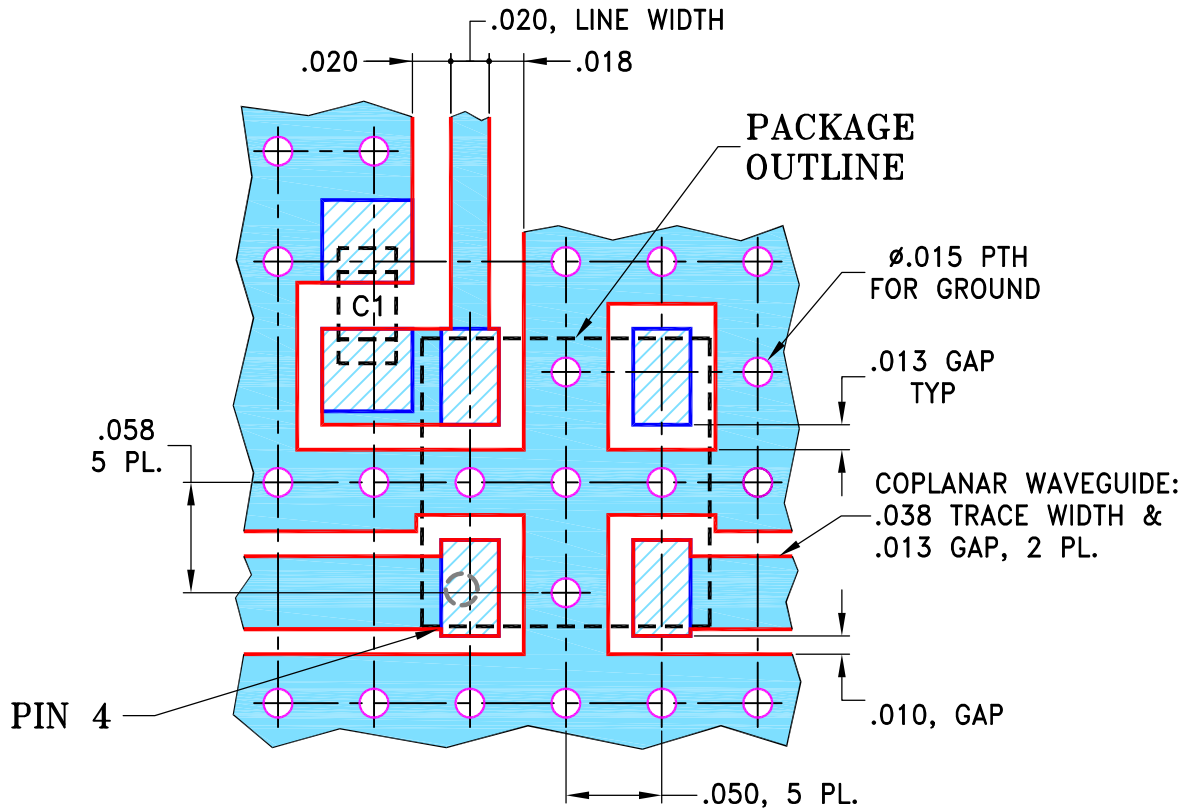 .020, LINE WIDTH
.020
.018
PACKAGE
OUTLINE
ø.015 PTH
FOR GROUND
C1
.013 GAP
TYP
.058
5 PL.
COPLANAR WAVEGUIDE:
.038 TRACE WIDTH &
.013 GAP, 2 PL.
PIN 4
.010, GAP
.050, 5 PL.